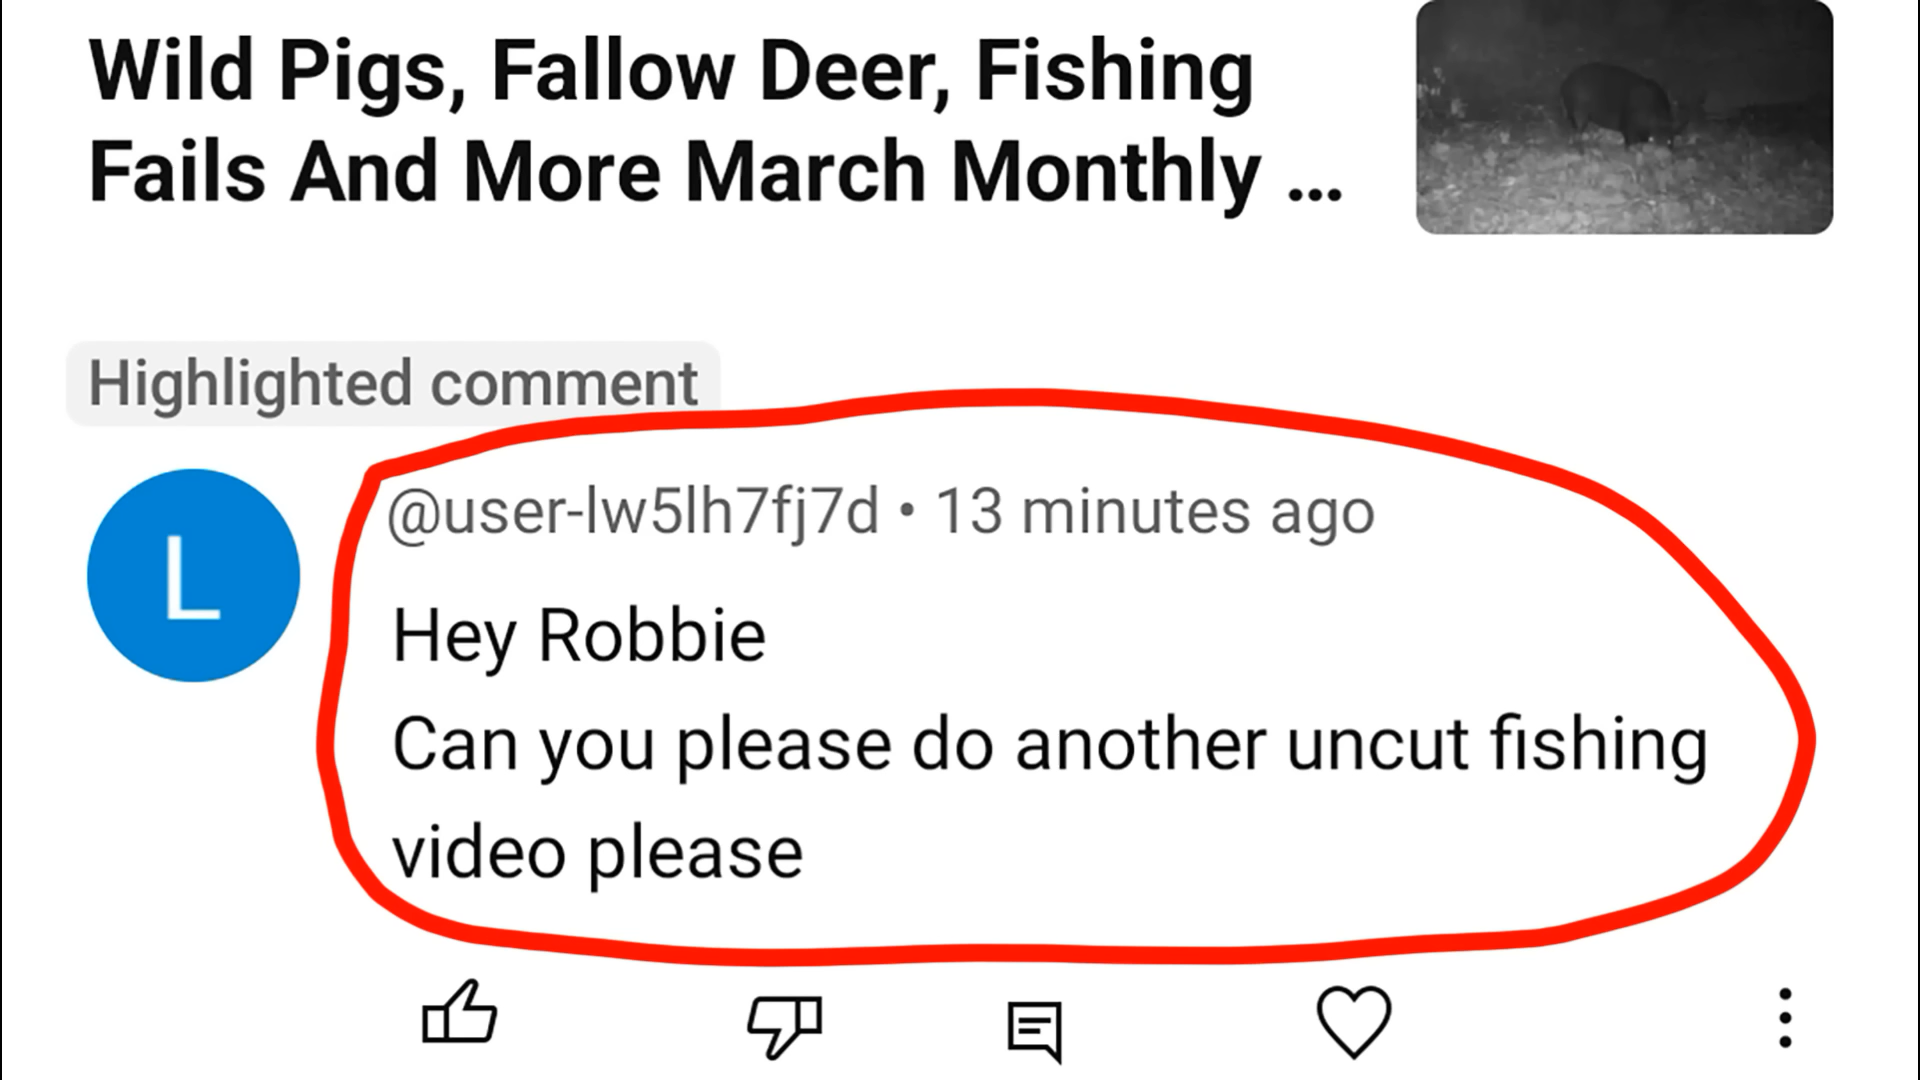 Wild Pigs, Fallow Deer, Fishing
Fails And More March Monthly ...
Highlighted comment
L
@user-lw5lh7fj7d • 13 minutes ago
Hey Robbie
Can you please do another uncut fishing
video please